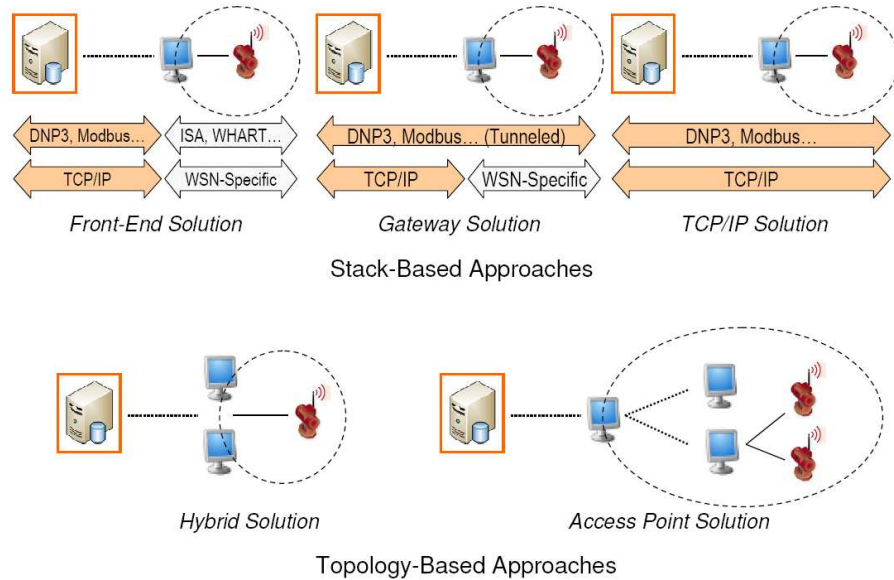 DNP3, Modbus…
ISA, WHART…
DNP3, Modbus… (Tunneled)
DNP3, Modbus…
TCP/IP
WSN-Specific
TCP/IP
WSN-Specific
TCP/IP
Front-End Solution
Gateway Solution
TCP/IP Solution
Stack-Based Approaches
Hybrid Solution
Access Point Solution
Topology-Based Approaches